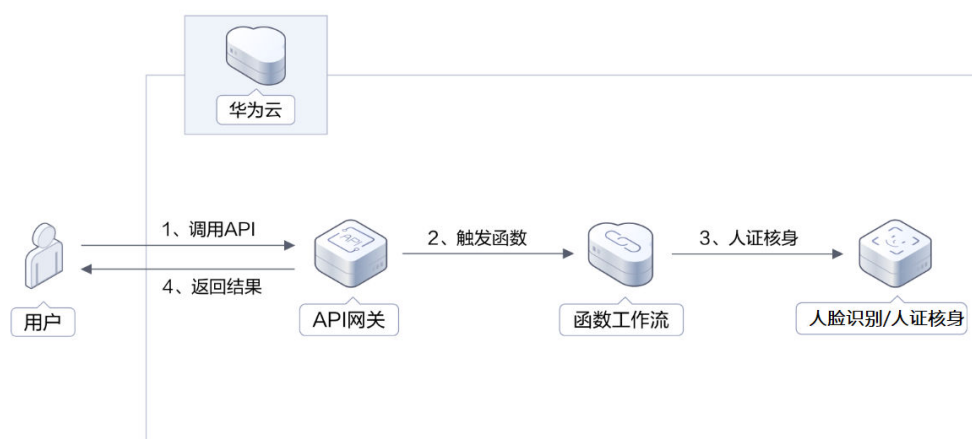 华为云
1、调用API
2、触发函数
3、人证核身
4、返回结果
API
用户
API网关
函数工作流
人脸识别/人证核身